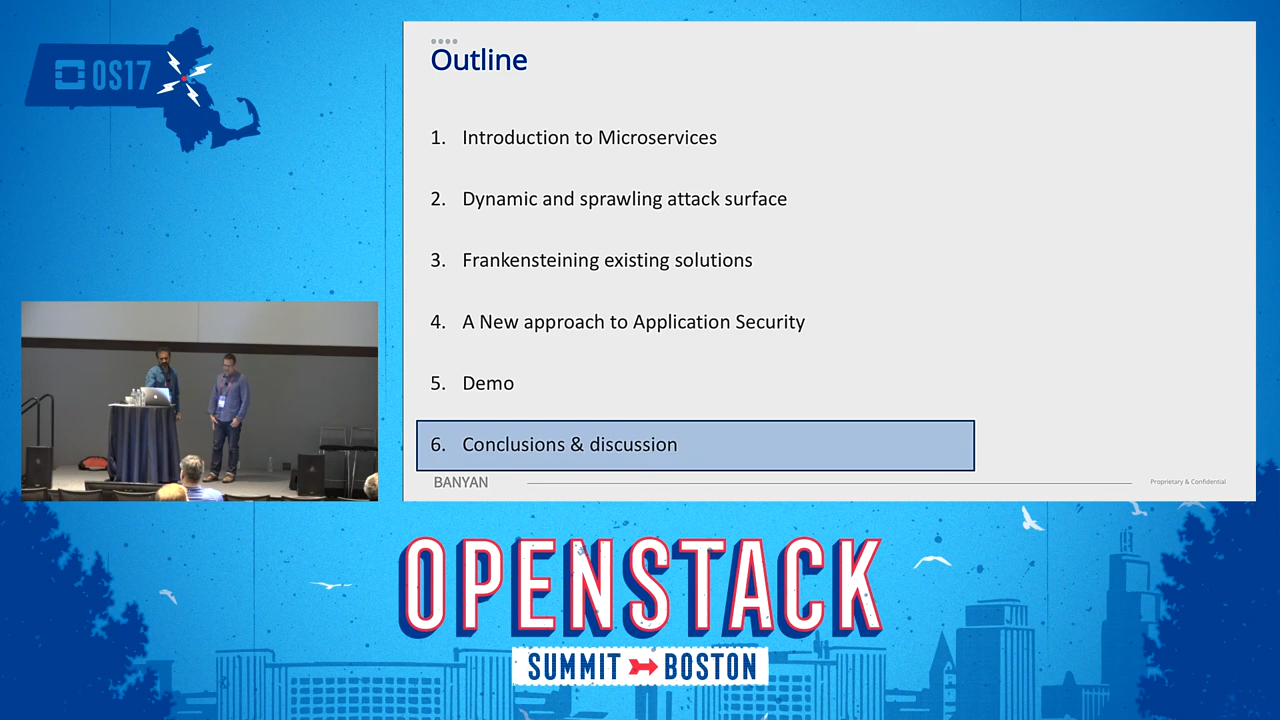 OS17
Outline
1. Introduction to Microservices
2. Dynamic and sprawling attack surface
3. Frankensteining existing solutions
4. A New approach to Application Security
5. Demo
6. Conclusions & discussion
BANYAN
Proprietary & Confidential
OPENSTACK
SUMMIT BOSTON